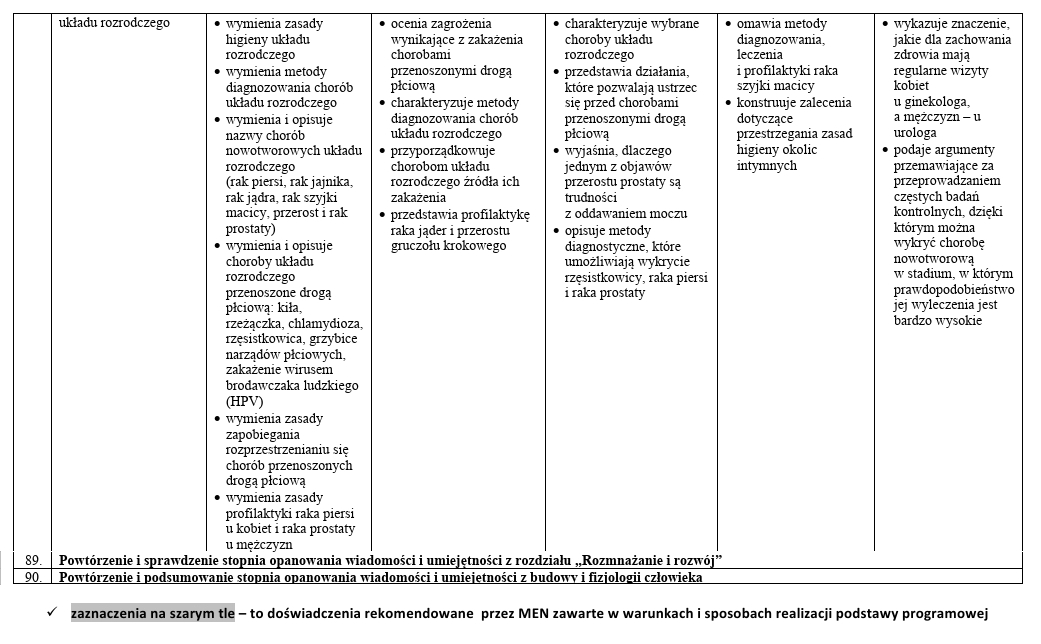 układu rozrodczego
• wymienia zasady
higieny układu
rozrodczego
• wymienia metody
diagnozowania chorób
układu rozrodczego
• wymienia i opisuje
nazwy chorób
nowotworowych układu
rozrodczego
(rak piersi, rak jajnika,
rak jądra, rak szyjki
macicy, przerost i rak
prostaty)
• wymienia i opisuje
choroby układu
rozrodczego
przenoszone drogą
płciową: kiła,
rzeżączka, chlamydioza,
rzęsistkowica, grzybice
narządów płciowych,
zakażenie wirusem
brodawczaka ludzkiego
(HPV)
• wymienia zasady
zapobiegania
rozprzestrzenianiu się
chorób przenoszonych
drogą płciową
• wymienia zasady
profilaktyki raka piersi
u kobiet i raka prostaty
u mężczyzn
• ocenia zagrożenia
wynikające z zakażenia
chorobami
przenoszonymi drogą
płciową
• charakteryzuje metody
diagnozowania chorób
układu rozrodczego
• przyporządkowuje
chorobom układu
rozrodczego źródła ich
zakażenia
• przedstawia profilaktykę
raka jąder i przerostu
gruczołu krokowego
• charakteryzuje wybrane
choroby układu
rozrodczego
• przedstawia działania,
które pozwalają ustrzec
się przed chorobami
przenoszonymi drogą
płciową
• wyjaśnia, dlaczego
jednym z objawów
przerostu prostaty są
trudności
z oddawaniem moczu
• opisuje metody
diagnostyczne, które
umożliwiają wykrycie
rzęsistkowicy, raka piersi
i raka prostaty
• omawia metody
diagnozowania,
leczenia
i profilaktyki raka
szyjki macicy
• konstruuje zalecenia
dotyczące
przestrzegania zasad
higieny okolic
intymnych
• wykazuje znaczenie,
jakie dla zachowania
zdrowia mają
regularne wizyty
kobiet
u ginekologa,
a mężczyzn – u
urologa
• podaje argumenty
przemawiające za
przeprowadzaniem
częstych badań
kontrolnych, dzięki
którym można
wykryć chorobę
nowotworową
w stadium, w którym
prawdopodobieństwo
jej wyleczenia jest
bardzo wysokie
89. Powtórzenie i sprawdzenie stopnia opanowania wiadomości i umiejętności z rozdziału „Rozmnażanie i rozwój”
90. Powtórzenie i podsumowanie stopnia opanowania wiadomości i umiejętności z budowy i fizjologii człowieka
✓ zaznaczenia na szarym tle – to doświadczenia rekomendowane przez MEN zawarte w warunkach i sposobach realizacji podstawy programowej